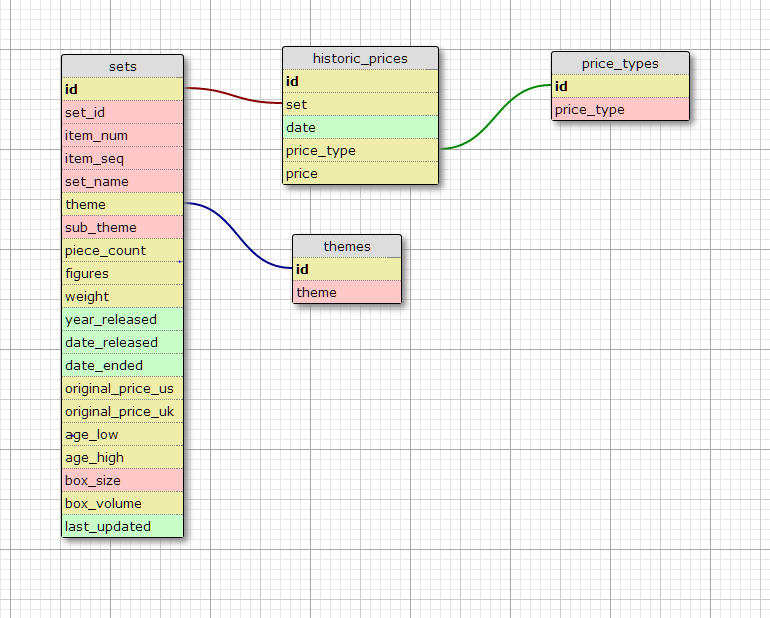 sets
id
set_id
item_num
item_seq
set_name
theme
sub_theme
piece_count
figures
weight
year_released
date_released
date_ended
original_price_us
original_price_uk
age_low
age_high
box_size
box_volume
last_updated
historic_prices
id
set
date
price_type
price
themes
id
theme
price_types
id
price_type